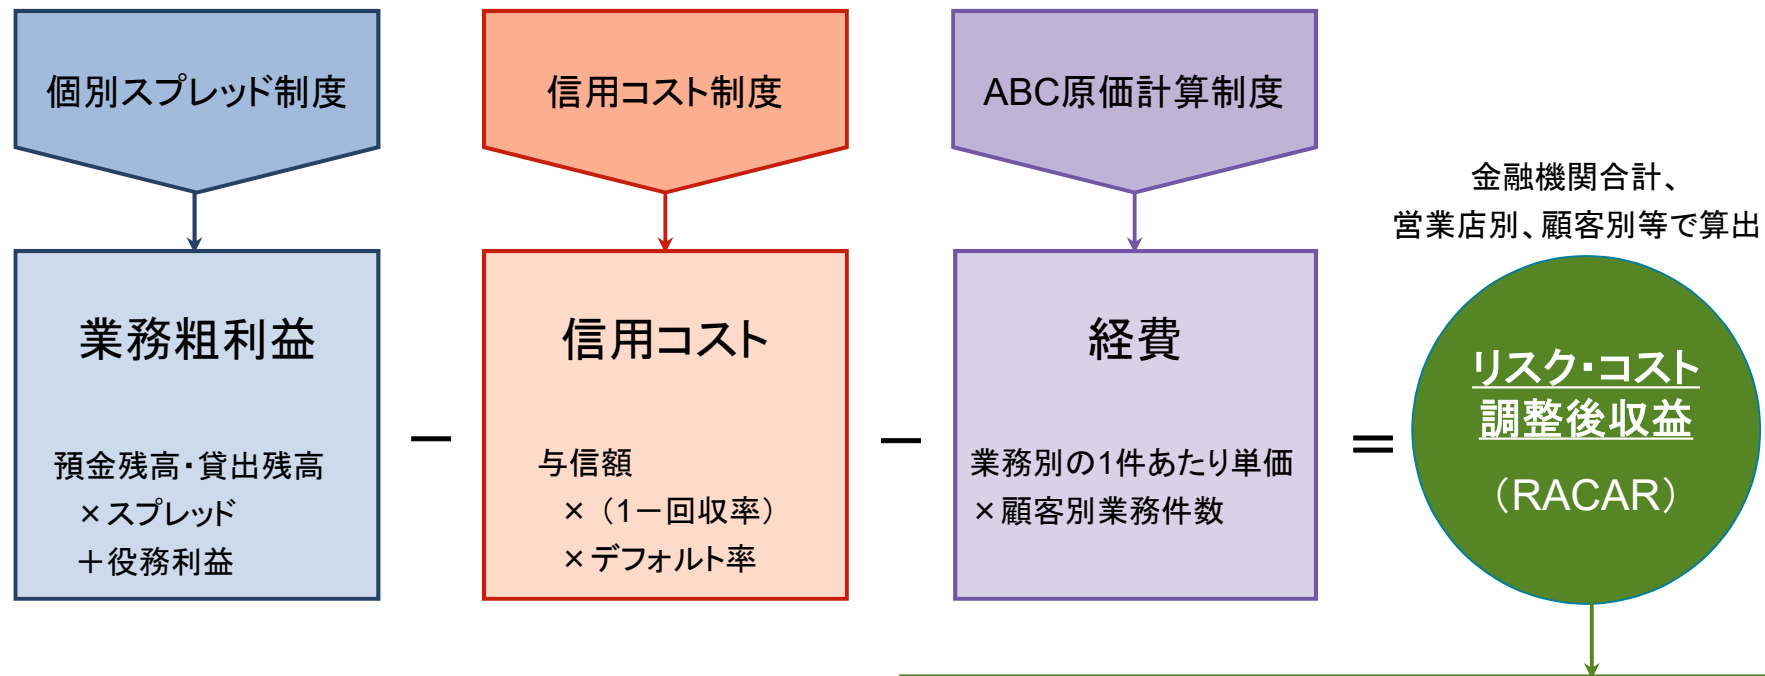 個別スプレッド制度
信用コスト制度
ABC原価計算制度
金融機関合計、
営業店別、顧客別等で算出
業務粗利益
預金残高・貸出残高
×スプレッド
＋役務利益
－
信用コスト
与信額
×（1－回収率）
×デフォルト率
－
経費
業務別の1件あたり単価
×顧客別業務件数
＝
リスク・コスト
調整後収益
（RACAR）